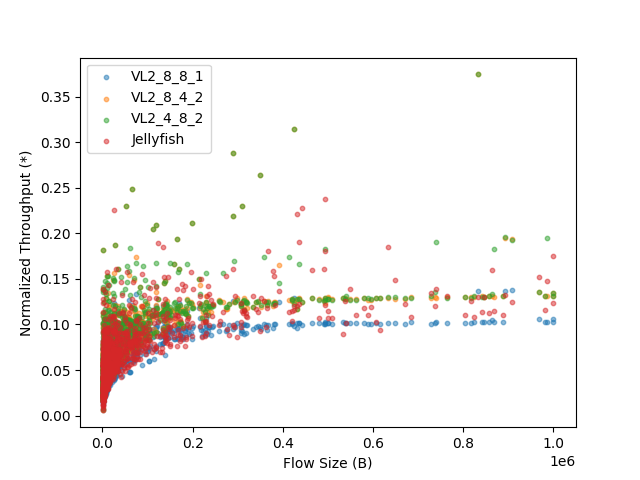 VL2_8_8_1
VL2_8_4_2
VL2_4_8_2
Jellyfish
Normalized Throughput (*)
0.35
0.30
0.25
0.20
0.15
0.10
0.05
0.00
0.0 0.2 0.4 0.6 0.8 1.0
1e6
Flow Size (B)